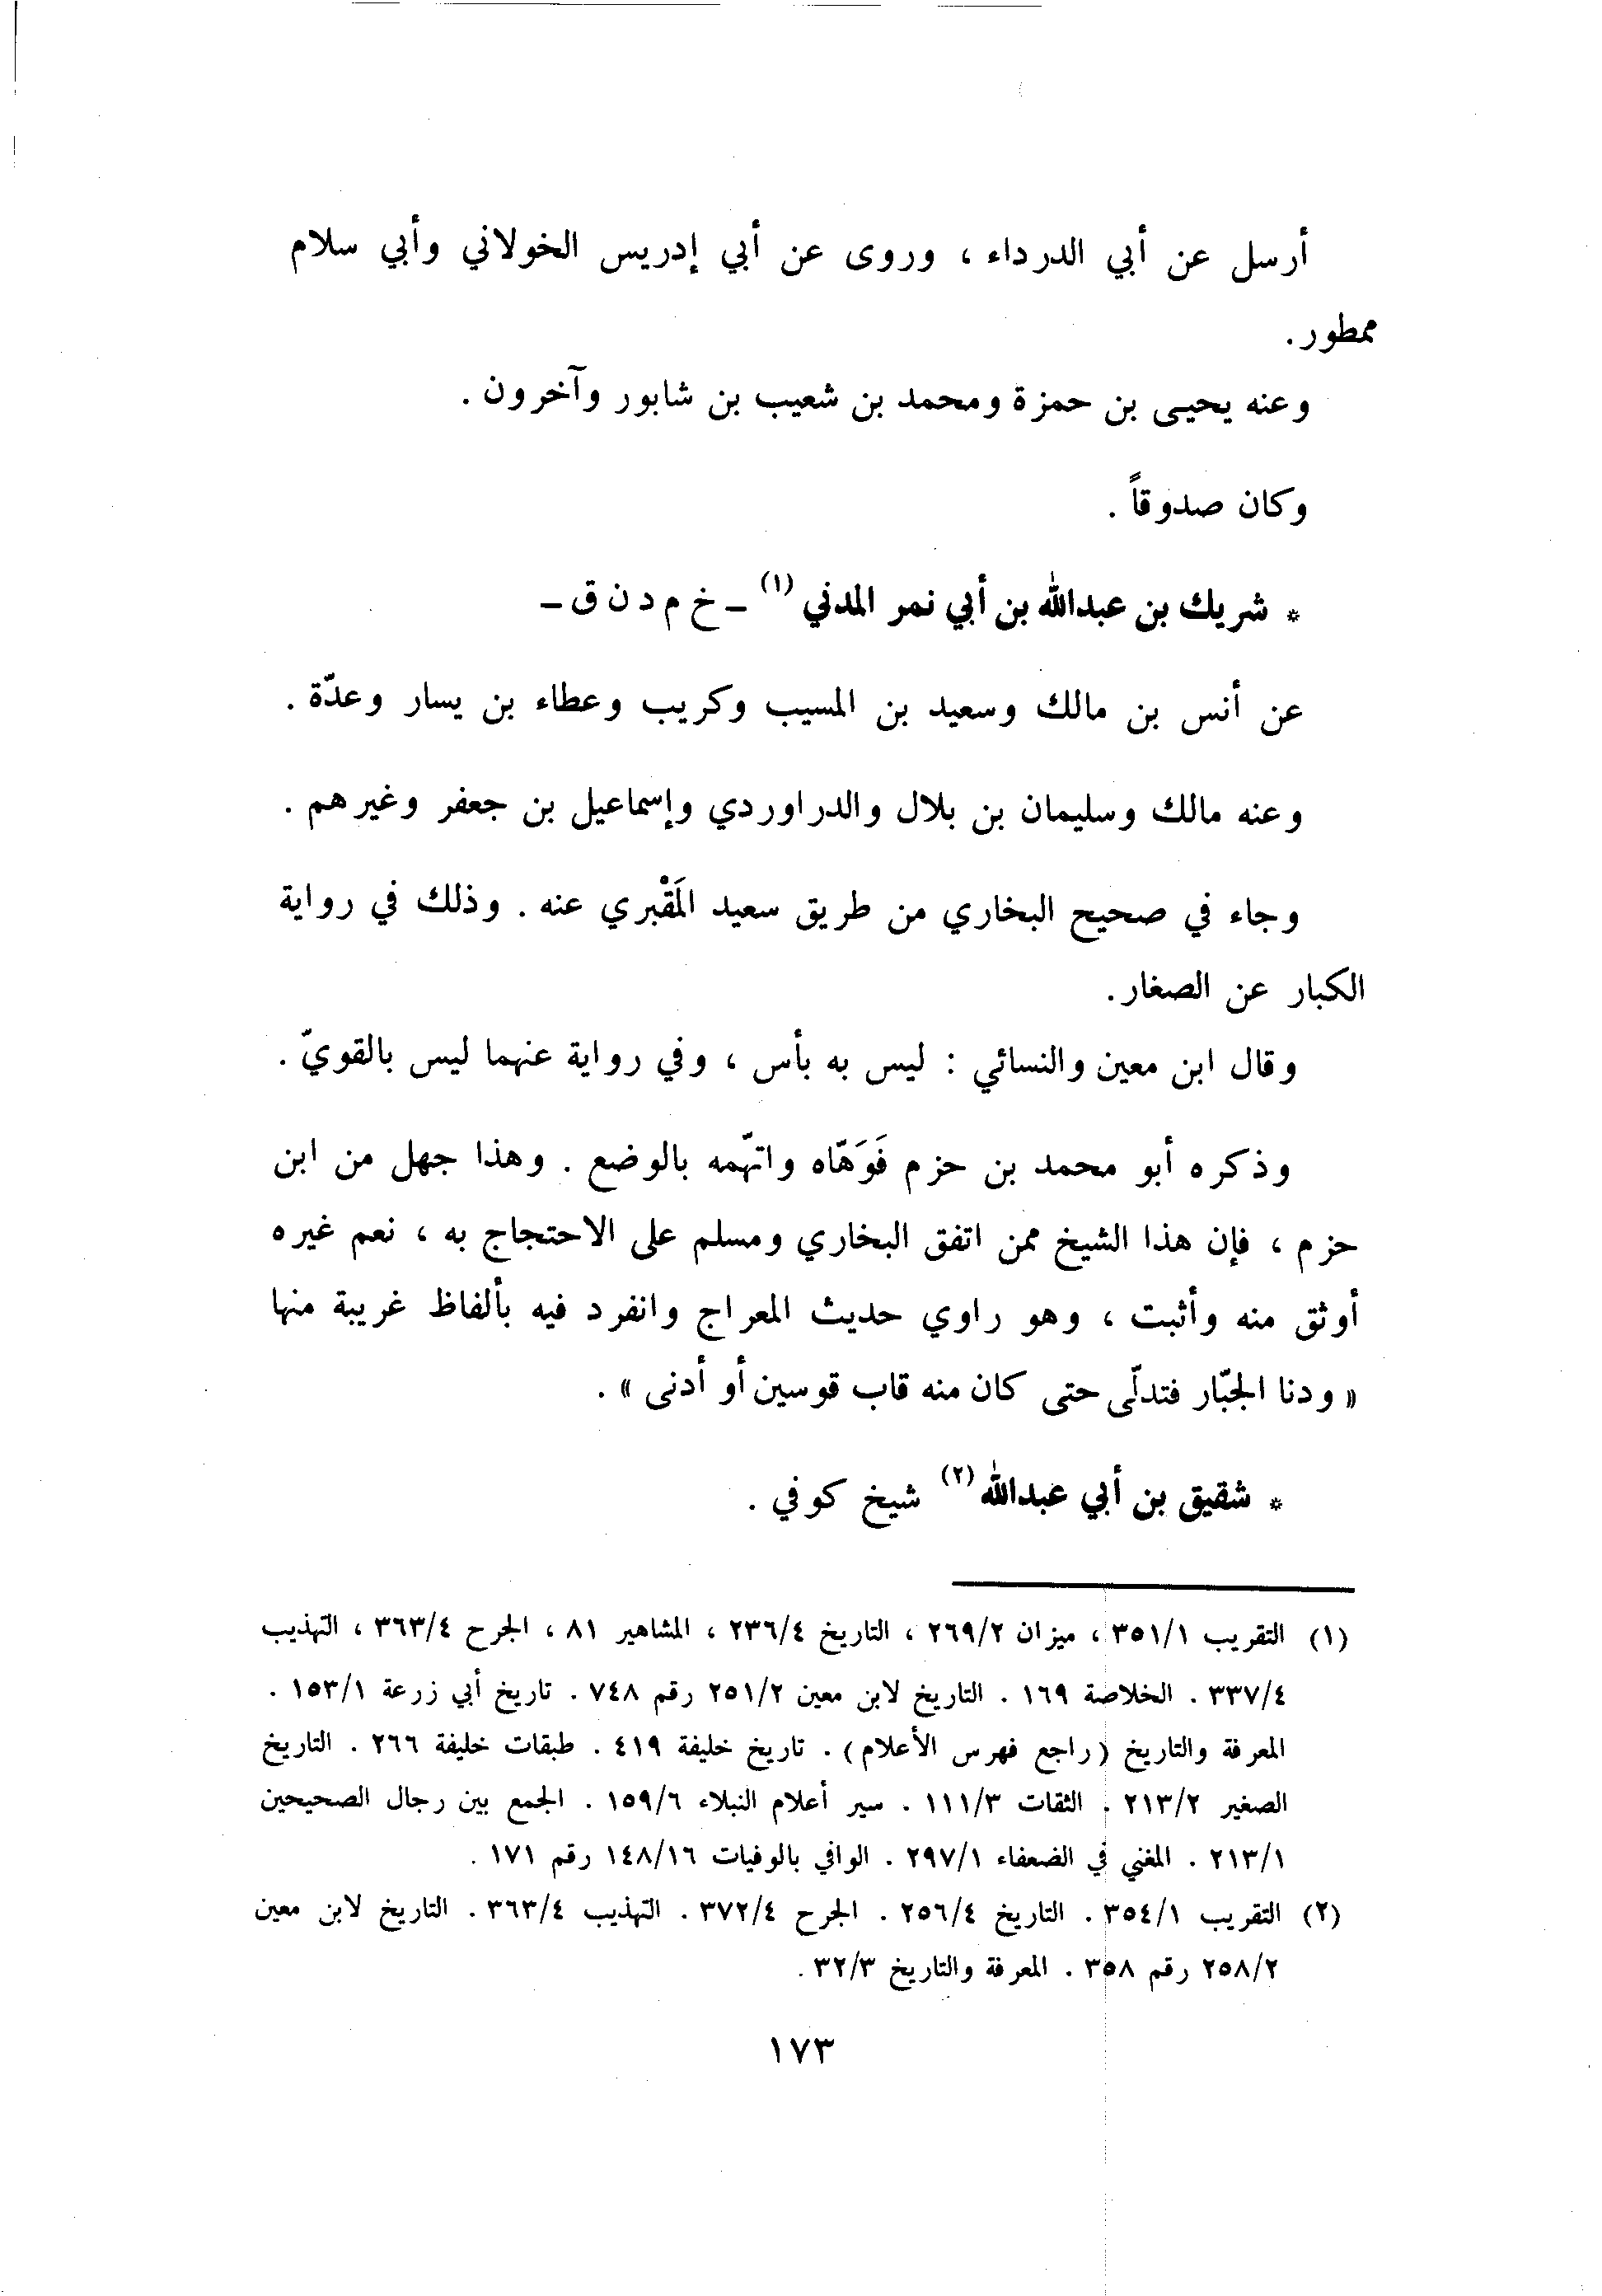 أرسل عن أبي الدرداء ، وروى عن أبي إدريس الخولاني وأبي سلام
ممطور.
وعنه يحيى بن حمزة ومحمد بن شعيب بن شابور وآخرون .
وكان صدوقاً .
* شريك بن عبدالله بن أبي نمر المدني (١) ـ خ م د ن ق ـ
عن أنس بن مالك وسعيد بن المسيب وكريب وعطاء بن يسار وعدّة .
وعنه مالك وسليمان بن بلال والدراوردي وإسماعيل بن جعفر وغيرهم .
وجاء في صحيح البخاري من طريق سعيد المَقْبري عنه . وذلك في رواية
الكبار عن الصغار.
وقال ابن معين والنسائي : ليس به بأس ، وفي رواية عنهما ليس بالقويّ .
وذكره أبو محمد بن حزم فَوَهّاه واتهّمه بالوضع . وهذا جهل من ابن
حزم ، فإن هذا الشيخ ممن اتفق البخاري ومسلم على الاحتجاج به ، نعم غيره
أوثق منه وأثبت ، وهو راوي حديث المعراج وانفرد فيه بألفاظ غريبة منها
« ودنا الجبّار فتدلّى حتى كان منه قاب قوسين أو أدنى » .
* شقيق بن أبي عبدالله (٢) شيخ كوفي .
(١) التقريب ٣٥١/١ ، ميزان ٢٦٩/٢ ، التاريخ ٢٣٦/٤ ، المشاهير ٨١ ، الجرح ٣٦٣/٤ ، التهذيب
٣٣٧/٤ . الخلاصة ١٦٩ . التاريخ لابن معين ٢٥١/٢ رقم ٧٤٨ . تاريخ أبي زرعة ١٥٣/١ .
المعرفة والتاريخ (راجع فهرس الأعلام) . تاريخ خليفة ٤١٩ . طبقات خليفة ٢٦٦ . التاريخ
الصغير ٢١٣/٢ . الثقات ١١١/٣ . سير أعلام النبلاء ١٥٩/٦ . الجمع بين رجال الصحيحين
٢١٣/١ . المغني في الضعفاء ٢٩٧/١ . الوافي بالوفيات ١٤٨/١٦ رقم ١٧١ .
(٢) التقريب ٣٥٤/١ . التاريخ ٢٥٦/٤ . الجرح ٣٧٢/٤ . التهذيب ٣٦٣/٤ . التاريخ لابن معين
٢٥٨/٢ رقم ٣٥٨ . المعرفة والتاريخ ٣٢/٣ .
١٧٣